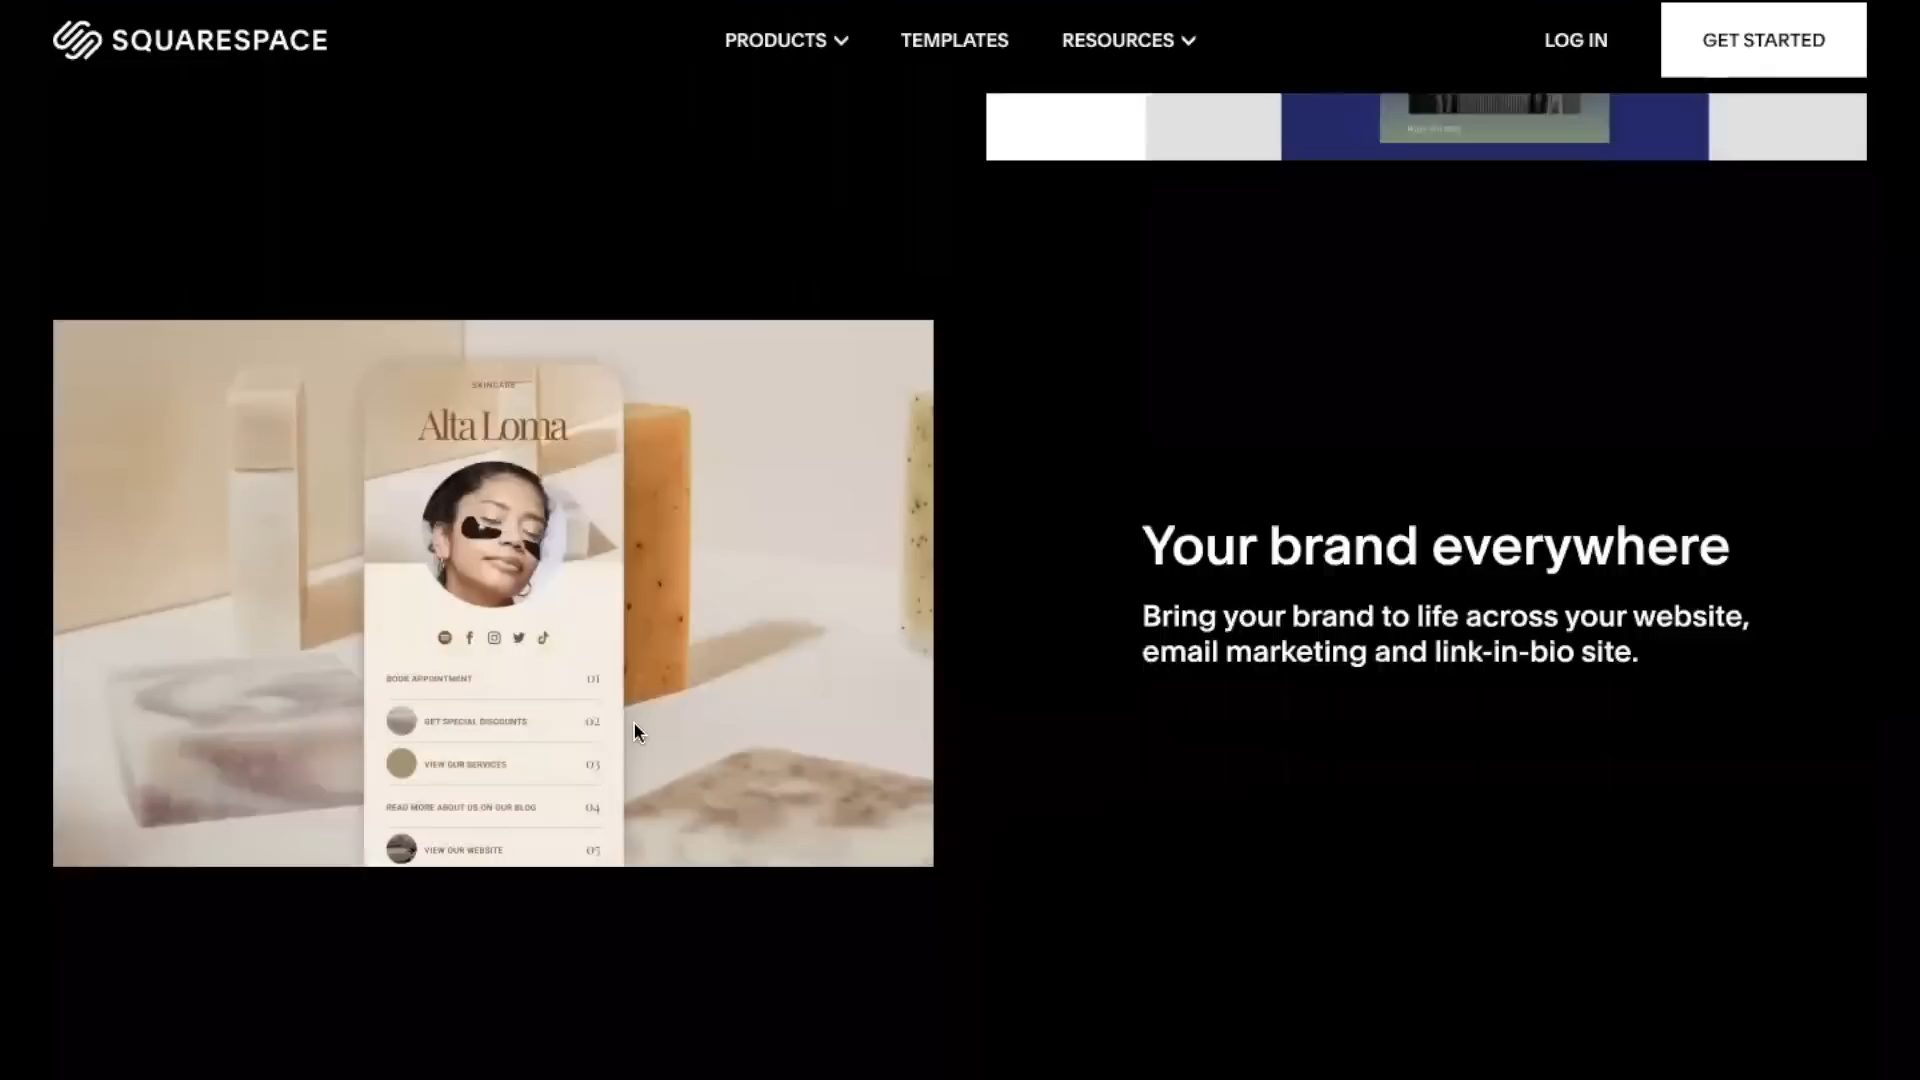 SQUARESPACE
PRODUCTS
TEMPLATES
RESOURCES
LOG IN
GET STARTED
SKINCARE
Alta Loma
BOOK APPOINTMENT 01
GET SPECIAL DISCOUNTS 02
VIEW OUR SERVICES 03
READ MORE ABOUT US ON OUR BLOG 04
VIEW OUR WEBSITE 05
Your brand everywhere
Bring your brand to life across your website,
email marketing and link-in-bio site.